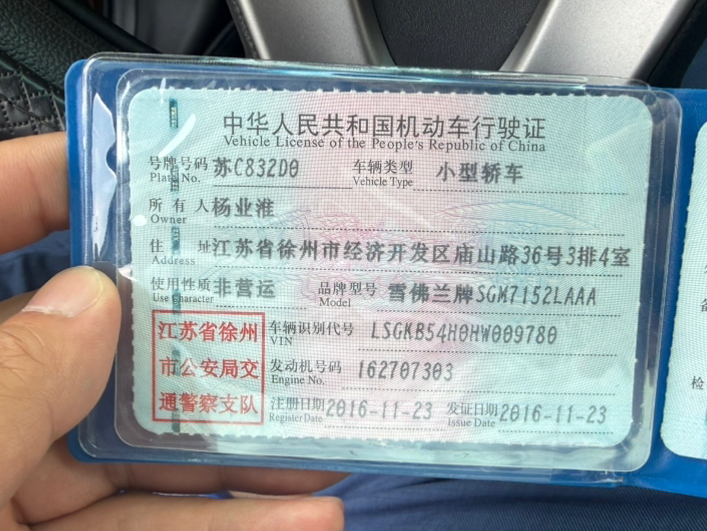 中华人民共和国机动车行驶证
Vehicle License of the People's Republic of China
号牌号码 苏C832D0 车辆类型 小型轿车
Plate No. Vehicle Type
所有人 杨业淮
Owner
住址 江苏省徐州市经济开发区庙山路36号3排4室
Address
使用性质 非营运 品牌型号 雪佛兰牌SGM7152LAAA
Use Character Model
江苏省徐州 车辆识别代号 LSGKB54H0HW009780
VIN
市公安局交 发动机号码 162707303
Engine No.
通警察支队 注册日期 2016-11-23 发证日期 2016-11-23
Register Date Issue Date
检